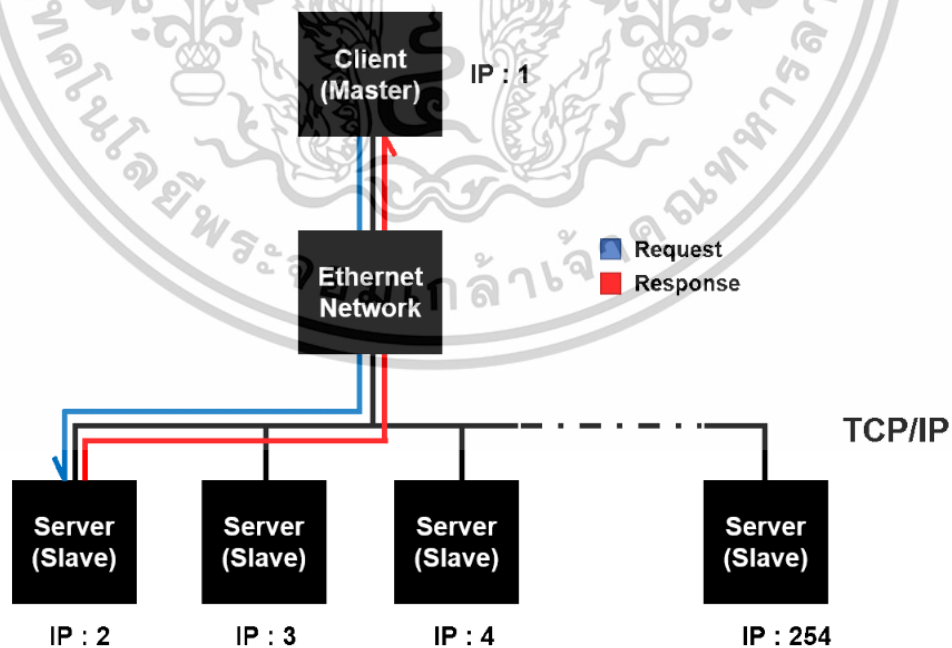 Client
(Master)
IP : 1
Ethernet
Network
Request
Response
TCP/IP
Server
(Slave)
Server
(Slave)
Server
(Slave)
Server
(Slave)
IP : 2
IP : 3
IP : 4
IP : 254